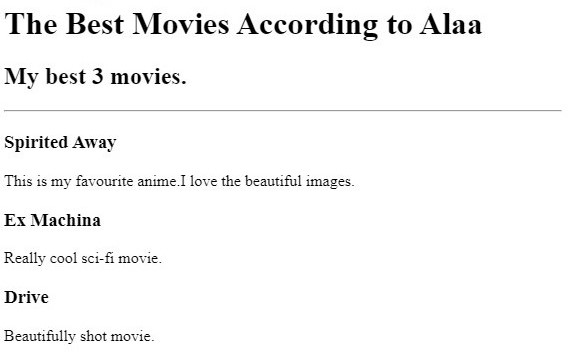 The Best Movies According to Alaa
My best 3 movies.
Spirited Away
This is my favourite anime.I love the beautiful images.
Ex Machina
Really cool sci-fi movie.
Drive
Beautifully shot movie.